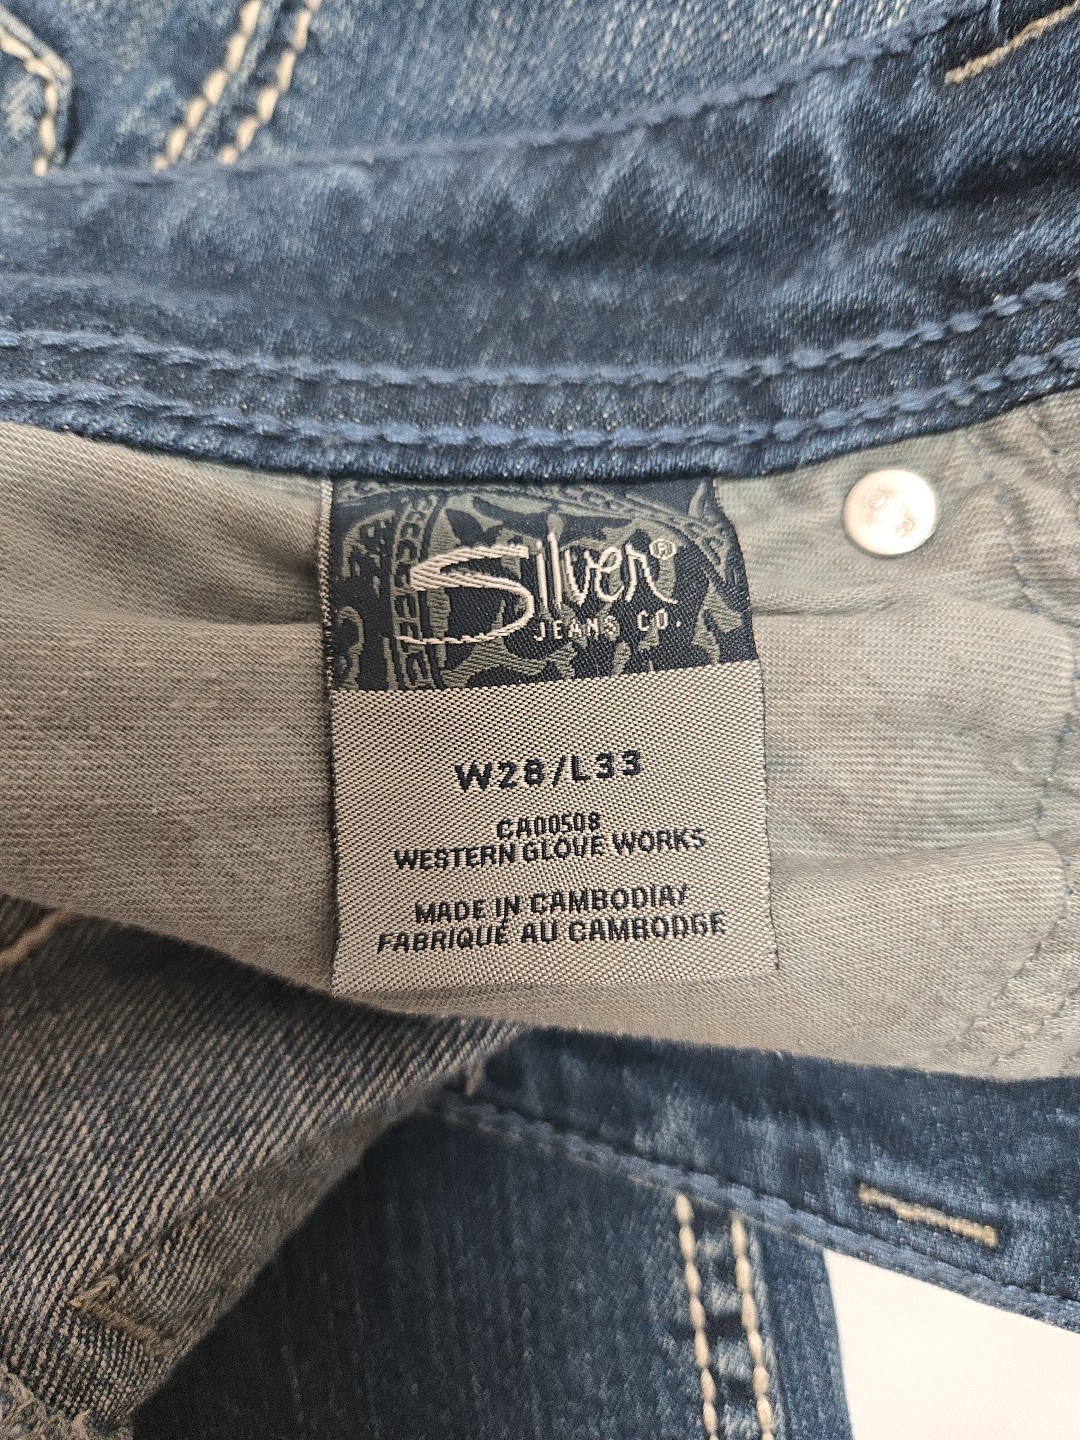 Silver®
JEANS CO.
W28/L33
CA00508
WESTERN GLOVE WORKS
MADE IN CAMBODIA/
FABRIQUÉ AU CAMBODGE